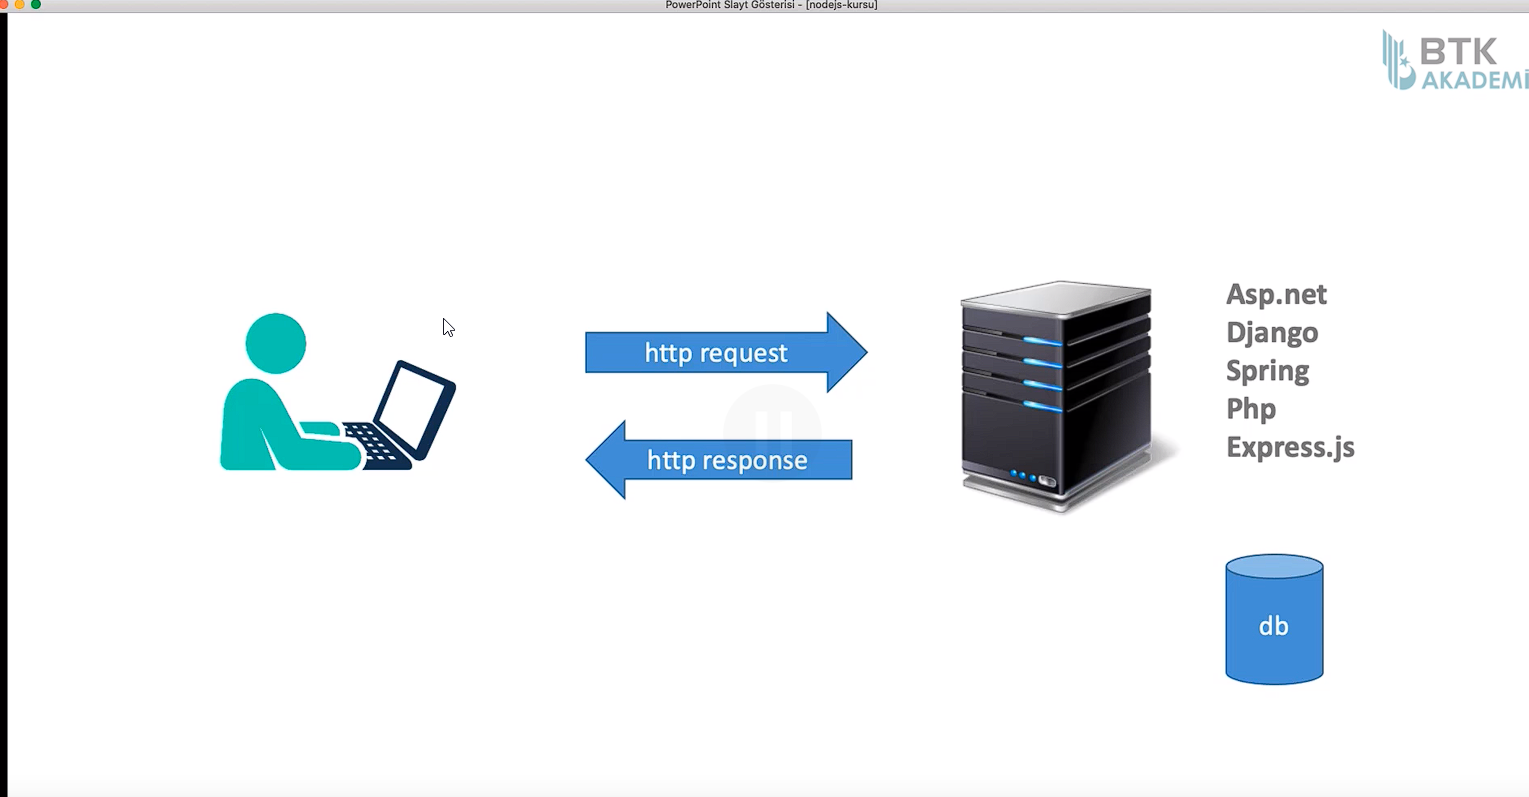 PowerPoint Slayt Gösterisi - [nodejs-kursu]
BTK
AKADEMİ
http request
http response
Asp.net
Django
Spring
Php
Express.js
db